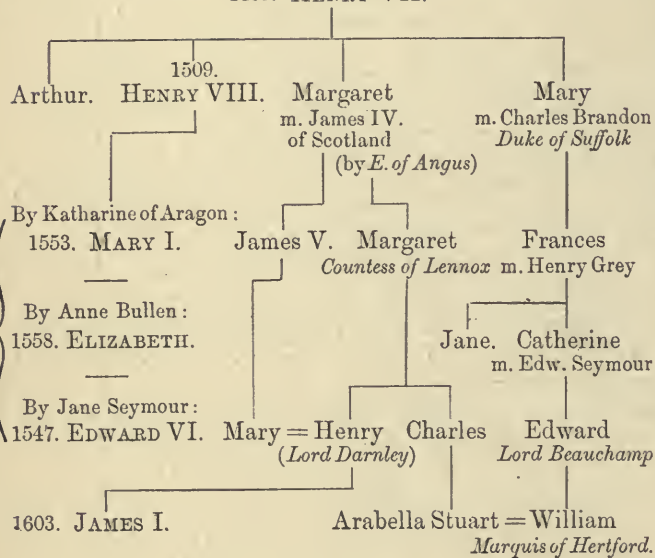 1509.
Arthur. HENRY VIII. Margaret Mary
m. James IV. m. Charles Brandon
of Scotland Duke of Suffolk
(by E. of Angus)
By Katharine of Aragon:
1553. MARY I. James V. Margaret Frances
Countess of Lennox m. Henry Grey
By Anne Bullen:
1558. ELIZABETH. Jane. Catherine
m. Edw. Seymour
By Jane Seymour:
1547. EDWARD VI. Mary = Henry Charles Edward
(Lord Darnley) Lord Beauchamp
1603. JAMES I. Arabella Stuart = William
Marquis of Hertford.